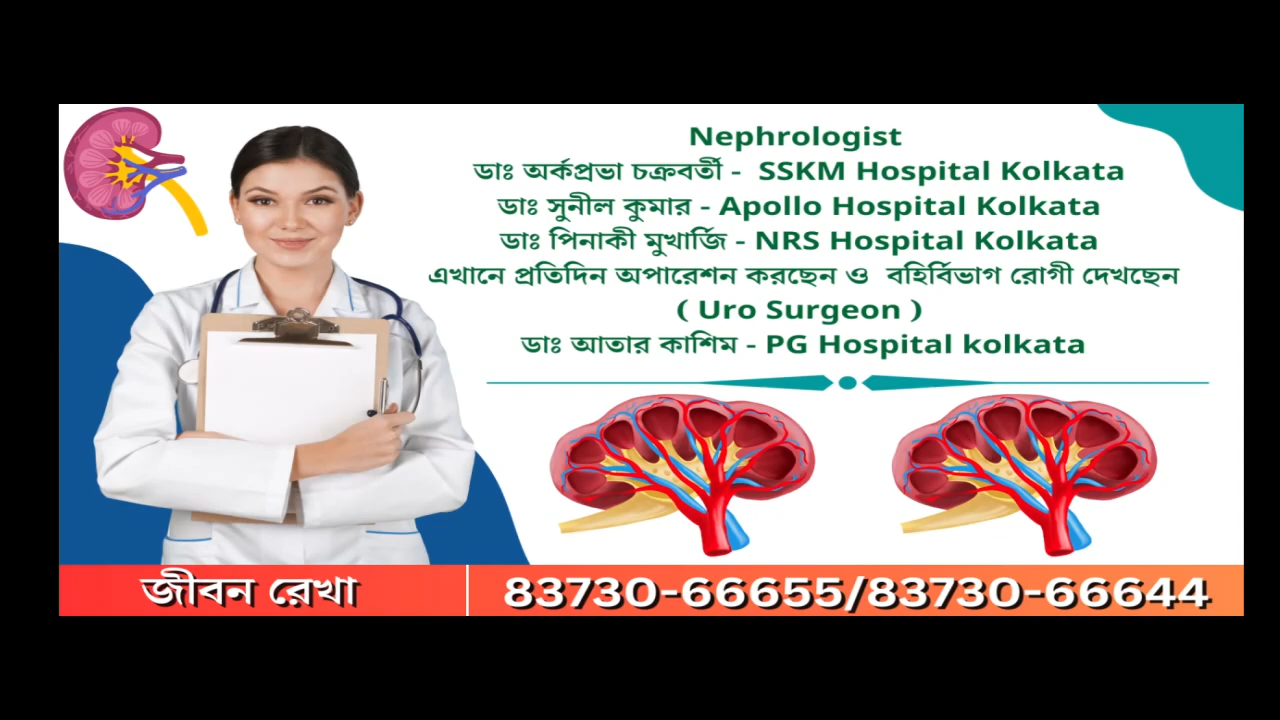 Nephrologist
ডাঃ অর্কপ্রভা চক্রবর্তী - SSKM Hospital Kolkata
ডাঃ সুনীল কুমার - Apollo Hospital Kolkata
ডাঃ পিনাকী মুখার্জি - NRS Hospital Kolkata
এখানে প্রতিদিন অপারেশন করছেন ও বহির্বিভাগ রোগী দেখছেন
( Uro Surgeon )
ডাঃ আতার কাশিম - PG Hospital kolkata
জীবন রেখা
83730-66655/83730-66644